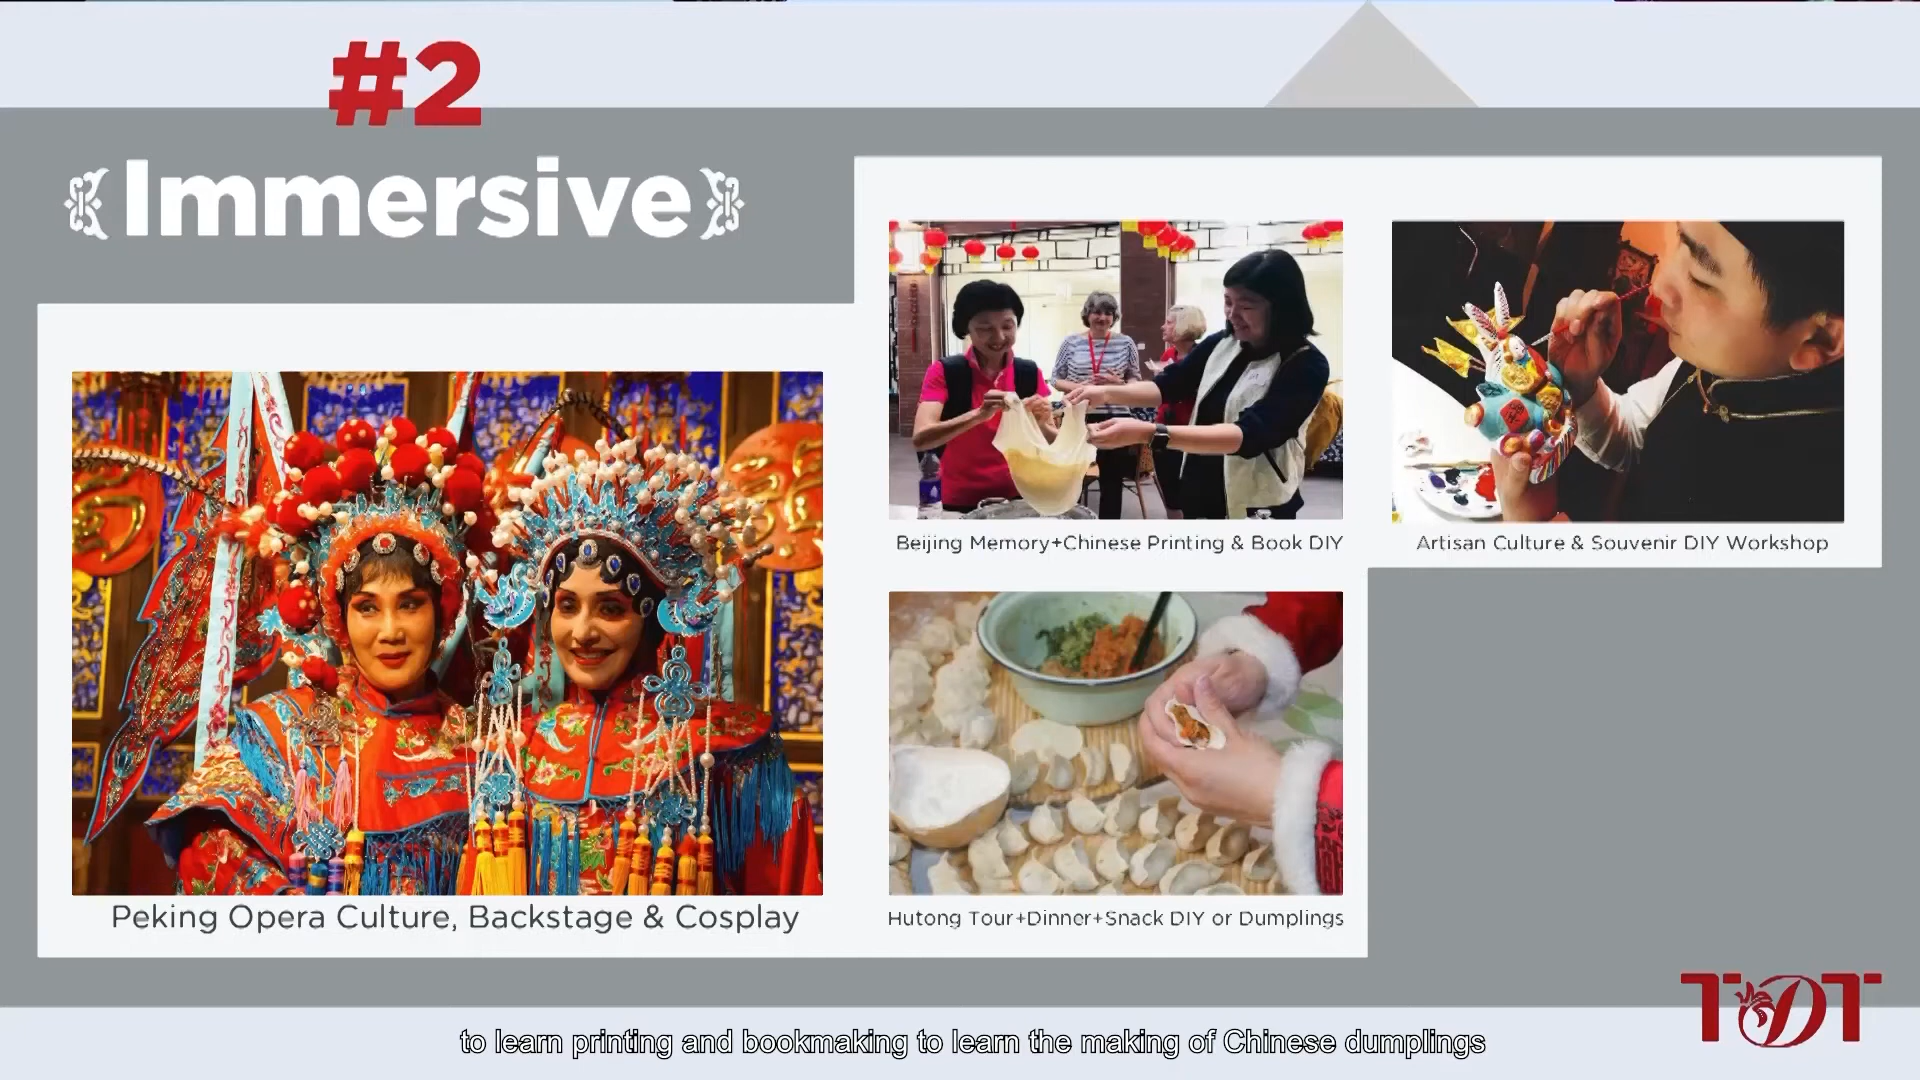 #2
Immersive
Beijing Memory+Chinese Printing & Book DIY
Artisan Culture & Souvenir DIY Workshop
Peking Opera Culture, Backstage & Cosplay
Hutong Tour+Dinner+Snack DIY or Dumplings
TDT
to learn printing and bookmaking to learn the making of Chinese dumplings